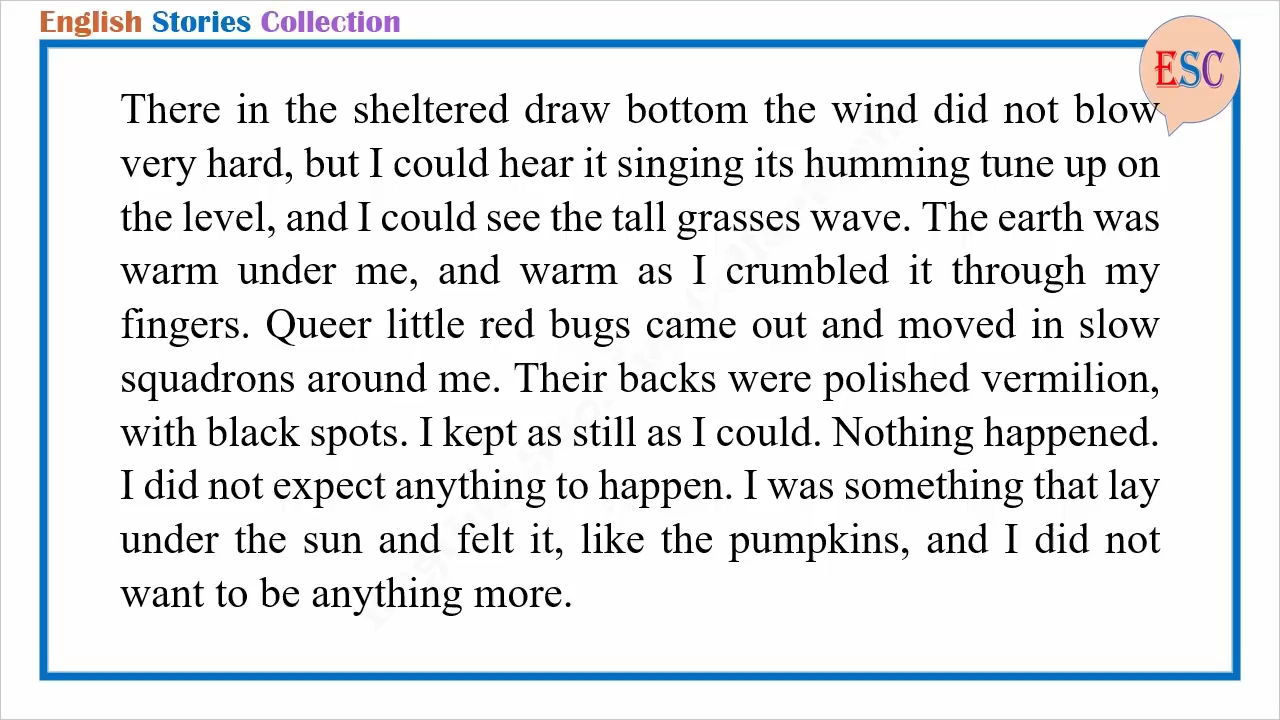 English Stories Collection
ESC
There in the sheltered draw bottom the wind did not blow
very hard, but I could hear it singing its humming tune up on
the level, and I could see the tall grasses wave. The earth was
warm under me, and warm as I crumbled it through my
fingers. Queer little red bugs came out and moved in slow
squadrons around me. Their backs were polished vermilion,
with black spots. I kept as still as I could. Nothing happened.
I did not expect anything to happen. I was something that lay
under the sun and felt it, like the pumpkins, and I did not
want to be anything more.